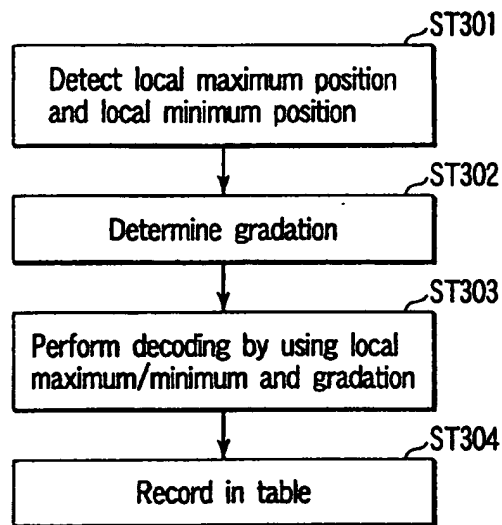 ST301
Detect local maximum position
and local minimum position
ST302
Determine gradation
ST303
Perform decoding by using local
maximum/minimum and gradation
ST304
Record in table